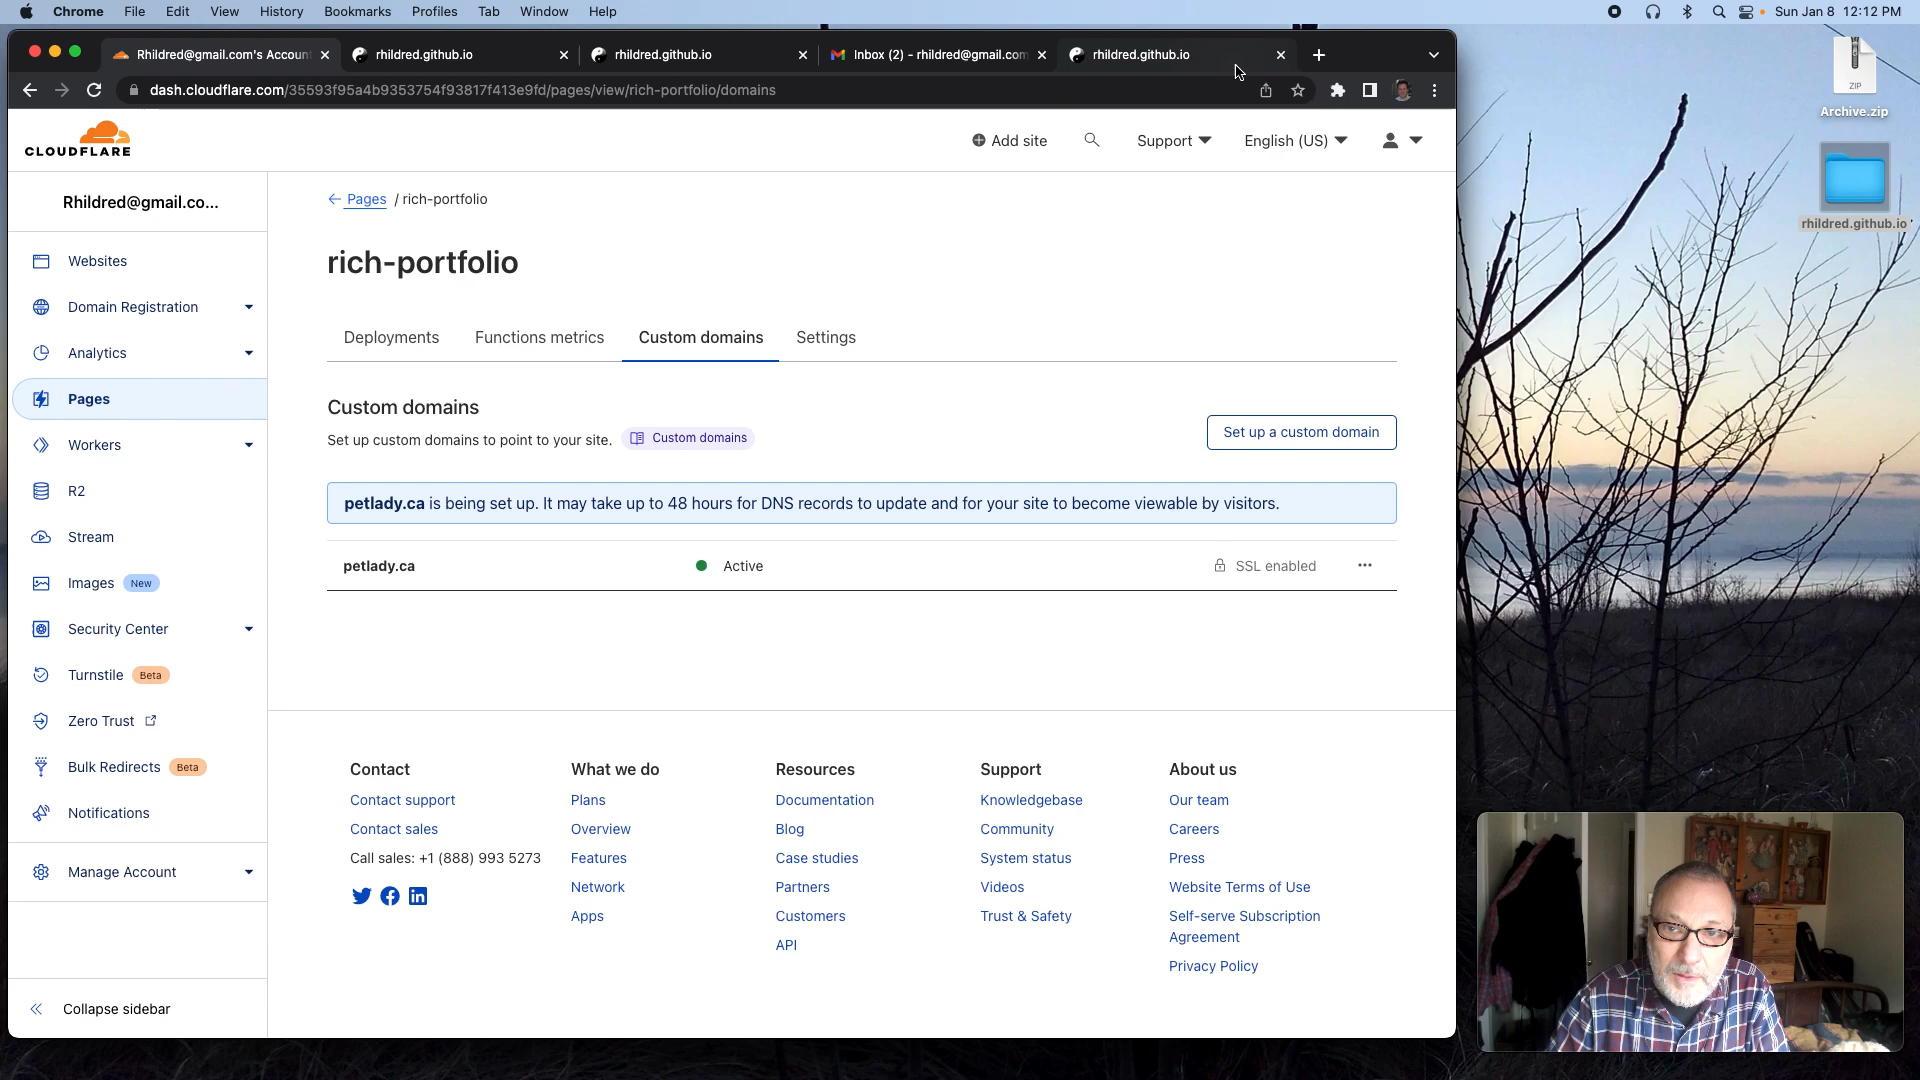 Chrome File Edit View History Bookmarks Profiles Tab Window Help
Sun Jan 8 12:12 PM
Rhildred@gmail.com's Accoun
rhildred.github.io
rhildred.github.io
Inbox (2) - rhildred@gmail.com
rhildred.github.io
dash.cloudflare.com/35593f95a4b9353754f93817f413e9fd/pages/view/rich-portfolio/domains
ZIP
Archive.zip
rhildred.github.io
CLOUDFLARE
Add site
Support
English (US)
Rhildred@gmail.co...
Websites
Domain Registration
Analytics
Pages
Workers
R2
Stream
Images New
Security Center
Turnstile Beta
Zero Trust
Bulk Redirects Beta
Notifications
Manage Account
Collapse sidebar
Pages / rich-portfolio
rich-portfolio
Deployments Functions metrics Custom domains Settings
Custom domains
Set up custom domains to point to your site. Custom domains
Set up a custom domain
petlady.ca is being set up. It may take up to 48 hours for DNS records to update and for your site to become viewable by visitors.
petlady.ca Active SSL enabled
Contact
Contact support
Contact sales
Call sales: +1 (888) 993 5273
What we do
Plans
Overview
Features
Network
Apps
Resources
Documentation
Blog
Case studies
Partners
Customers
API
Support
Knowledgebase
Community
System status
Videos
Trust & Safety
About us
Our team
Careers
Press
Website Terms of Use
Self-serve Subscription
Agreement
Privacy Policy